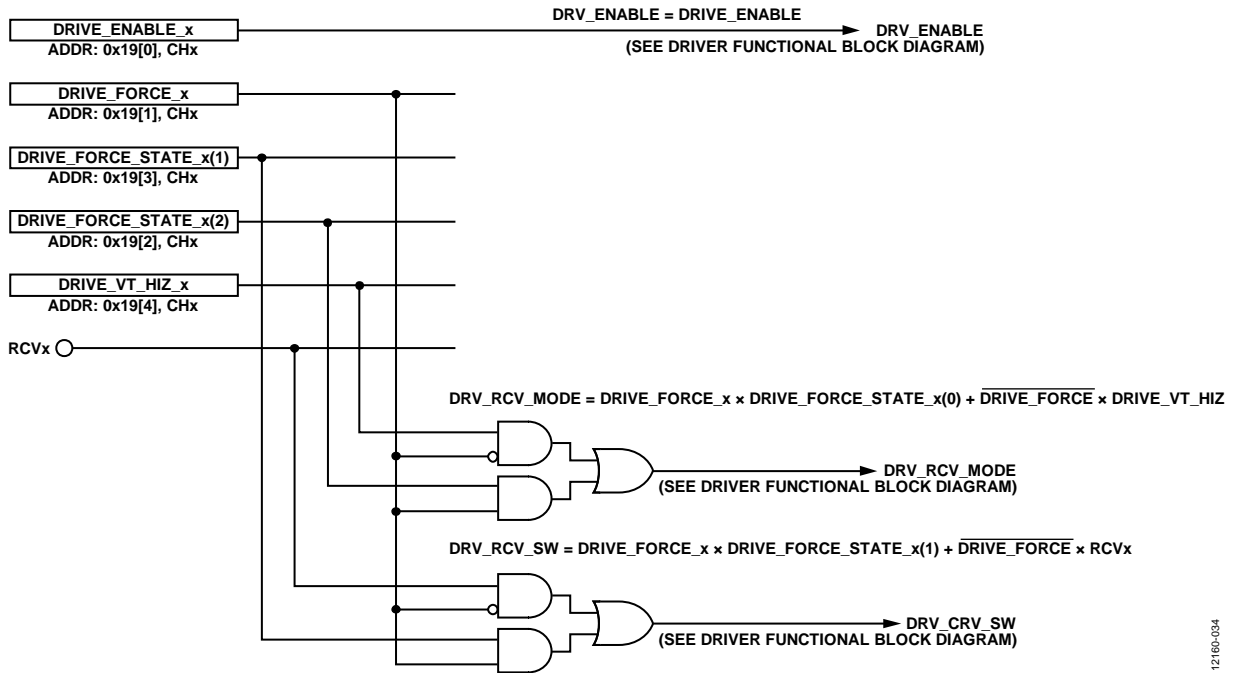 DRIVE_ENABLE_x
ADDR: 0x19[0], CHx
DRV_ENABLE = DRIVE_ENABLE
DRV_ENABLE
(SEE DRIVER FUNCTIONAL BLOCK DIAGRAM)
DRIVE_FORCE_x
ADDR: 0x19[1], CHx
DRIVE_FORCE_STATE_x(1)
ADDR: 0x19[3], CHx
DRIVE_FORCE_STATE_x(2)
ADDR: 0x19[2], CHx
DRIVE_VT_HIZ_x
ADDR: 0x19[4], CHx
RCVx
DRV_RCV_MODE = DRIVE_FORCE_x × DRIVE_FORCE_STATE_x(0) + DRIVE_FORCE × DRIVE_VT_HIZ
DRV_RCV_MODE
(SEE DRIVER FUNCTIONAL BLOCK DIAGRAM)
DRV_RCV_SW = DRIVE_FORCE_x × DRIVE_FORCE_STATE_x(1) + DRIVE_FORCE × RCVx
DRV_CRV_SW
(SEE DRIVER FUNCTIONAL BLOCK DIAGRAM)
12160-034